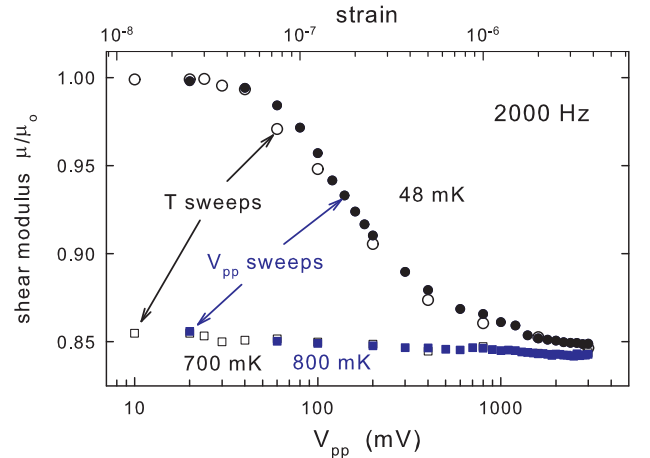 strain
10-8 10-7 10-6
1.00
0.95
0.90
0.85
shear modulus μ/μo
2000 Hz
T sweeps
48 mK
Vpp sweeps
700 mK
800 mK
10 100 1000
Vpp (mV)